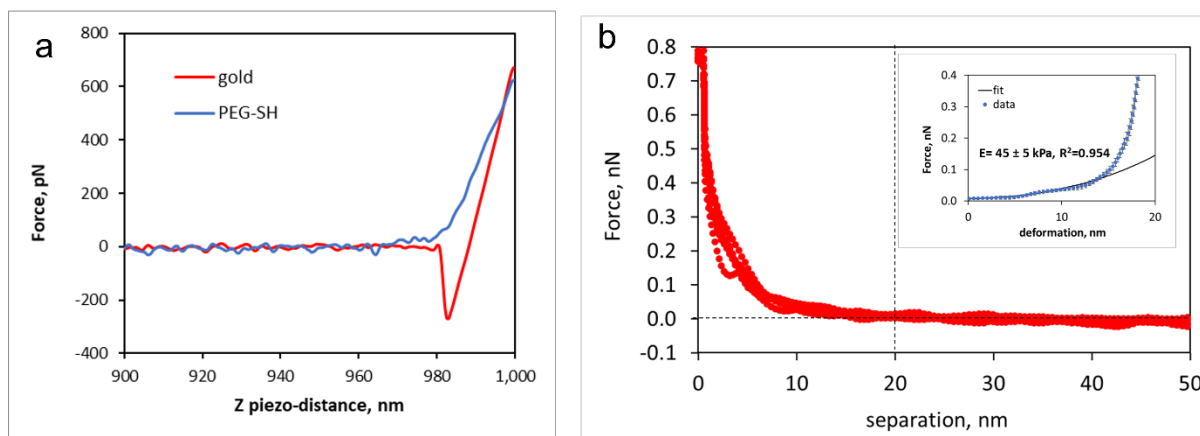 a
800
600
400
200
0
-200
-400
Force, pN
gold
PEG-SH
900
920
940
960
980
1,000
Z piezo-distance, nm
b
0.8
0.7
0.6
0.5
0.4
0.3
0.2
0.1
0.0
-0.1
Force, nN
0
10
20
30
40
50
separation, nm
0.4
0.3
0.2
0.1
0.0
Force, nN
fit
data
E= 45 ± 5 kPa, R²=0.954
0
10
20
deformation, nm